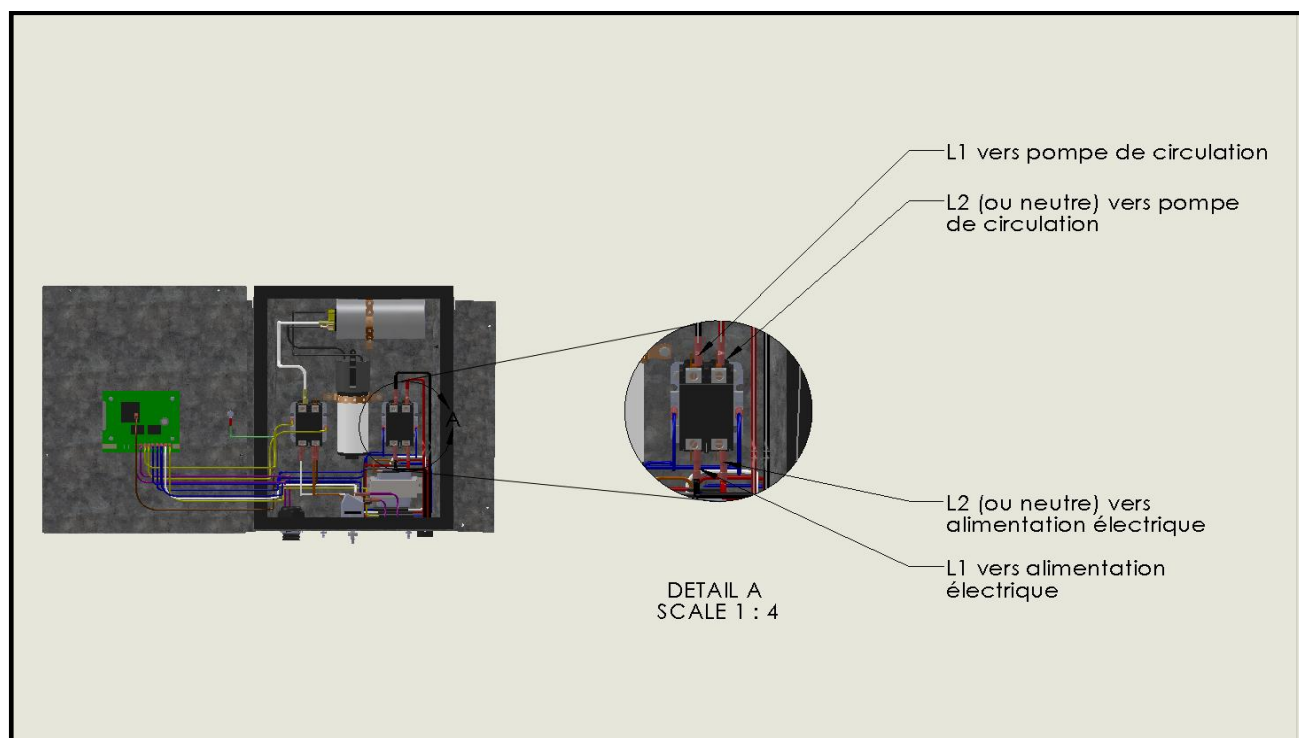 L1 vers pompe de circulation
L2 (ou neutre) vers pompe
de circulation
A
L2 (ou neutre) vers
alimentation électrique
L1 vers alimentation
électrique
DETAIL A
SCALE 1 : 4